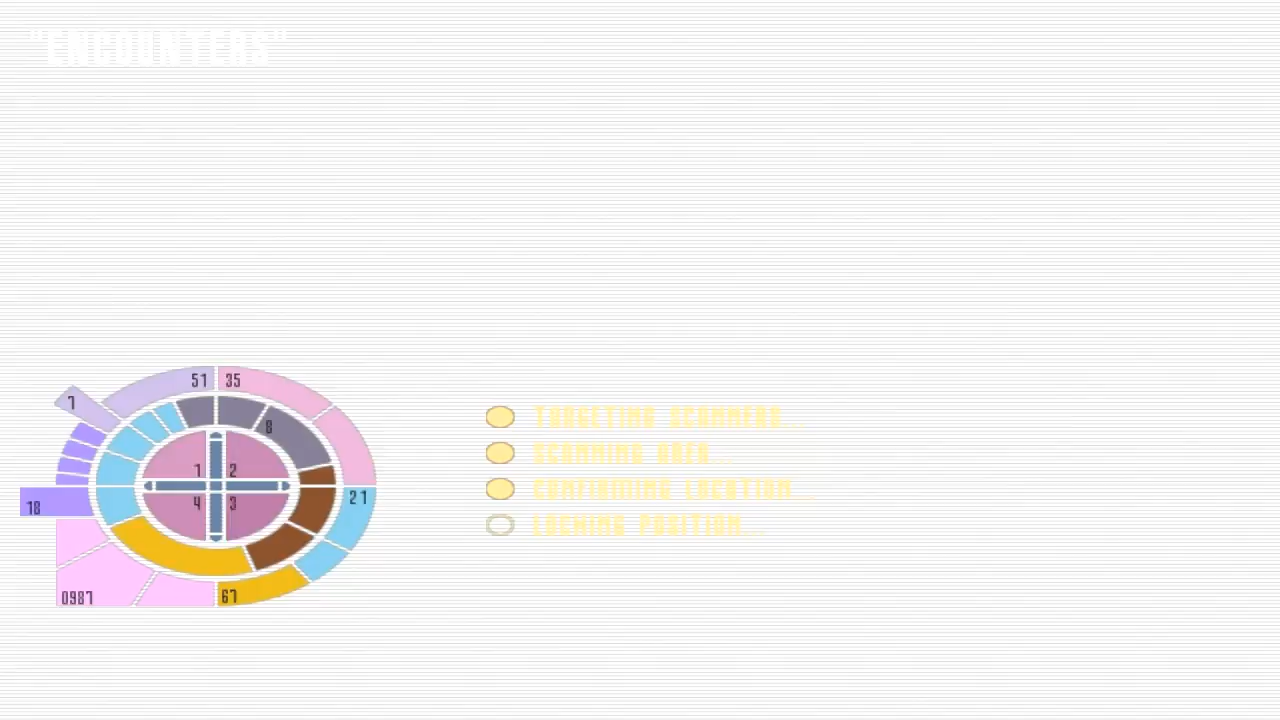 "ENCOUNTERS"
51 35
7
8
1 2
4 3
21
18
0987
67
TARGETING SCANNERS...
SCANNING AREA...
CONFIRMING LOCATION...
LOCKING POSITION...